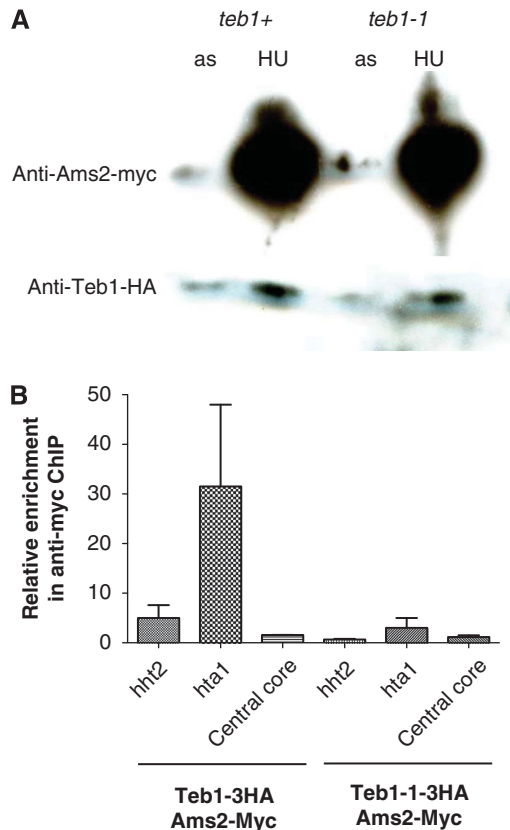 A
teb1+ teb1-1
as HU as HU
Anti-Ams2-myc
Anti-Teb1-HA
B
Relative enrichment
in anti-myc ChIP
50
40
30
20
10
0
hht2 hta1 Central core hht2 hta1 Central core
Teb1-3HA Teb1-1-3HA
Ams2-Myc Ams2-Myc